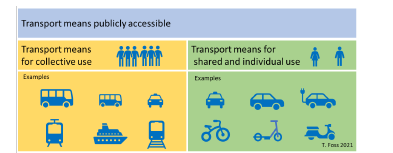 Transport means publicly accessible
Transport means
for collective use
Transport means for
shared and individual use
Examples
Examples
T. Foss 2021